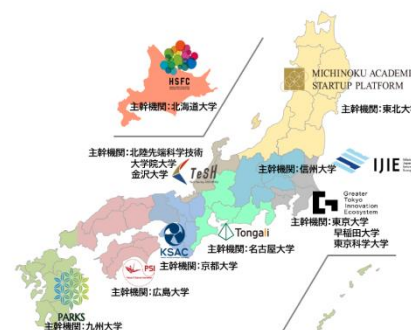 HSFC
主幹機関:北海道大学
MICHINOKU ACADEMI
STARTUP PLATFORM
主幹機関:東北大
主幹機関:北陸先端科学技術
大学院大学
金沢大学
TeSH
主幹機関:信州大学
IJIE
Greater
Tokyo
Innovation
Ecosystem
主幹機関:東京大学
早稲田大学
東京科学大学
Tongali
主幹機関:名古屋大学
KSAC
主幹機関:京都大学
PSI
主幹機関:広島大学
PARKS
主幹機関:九州大学